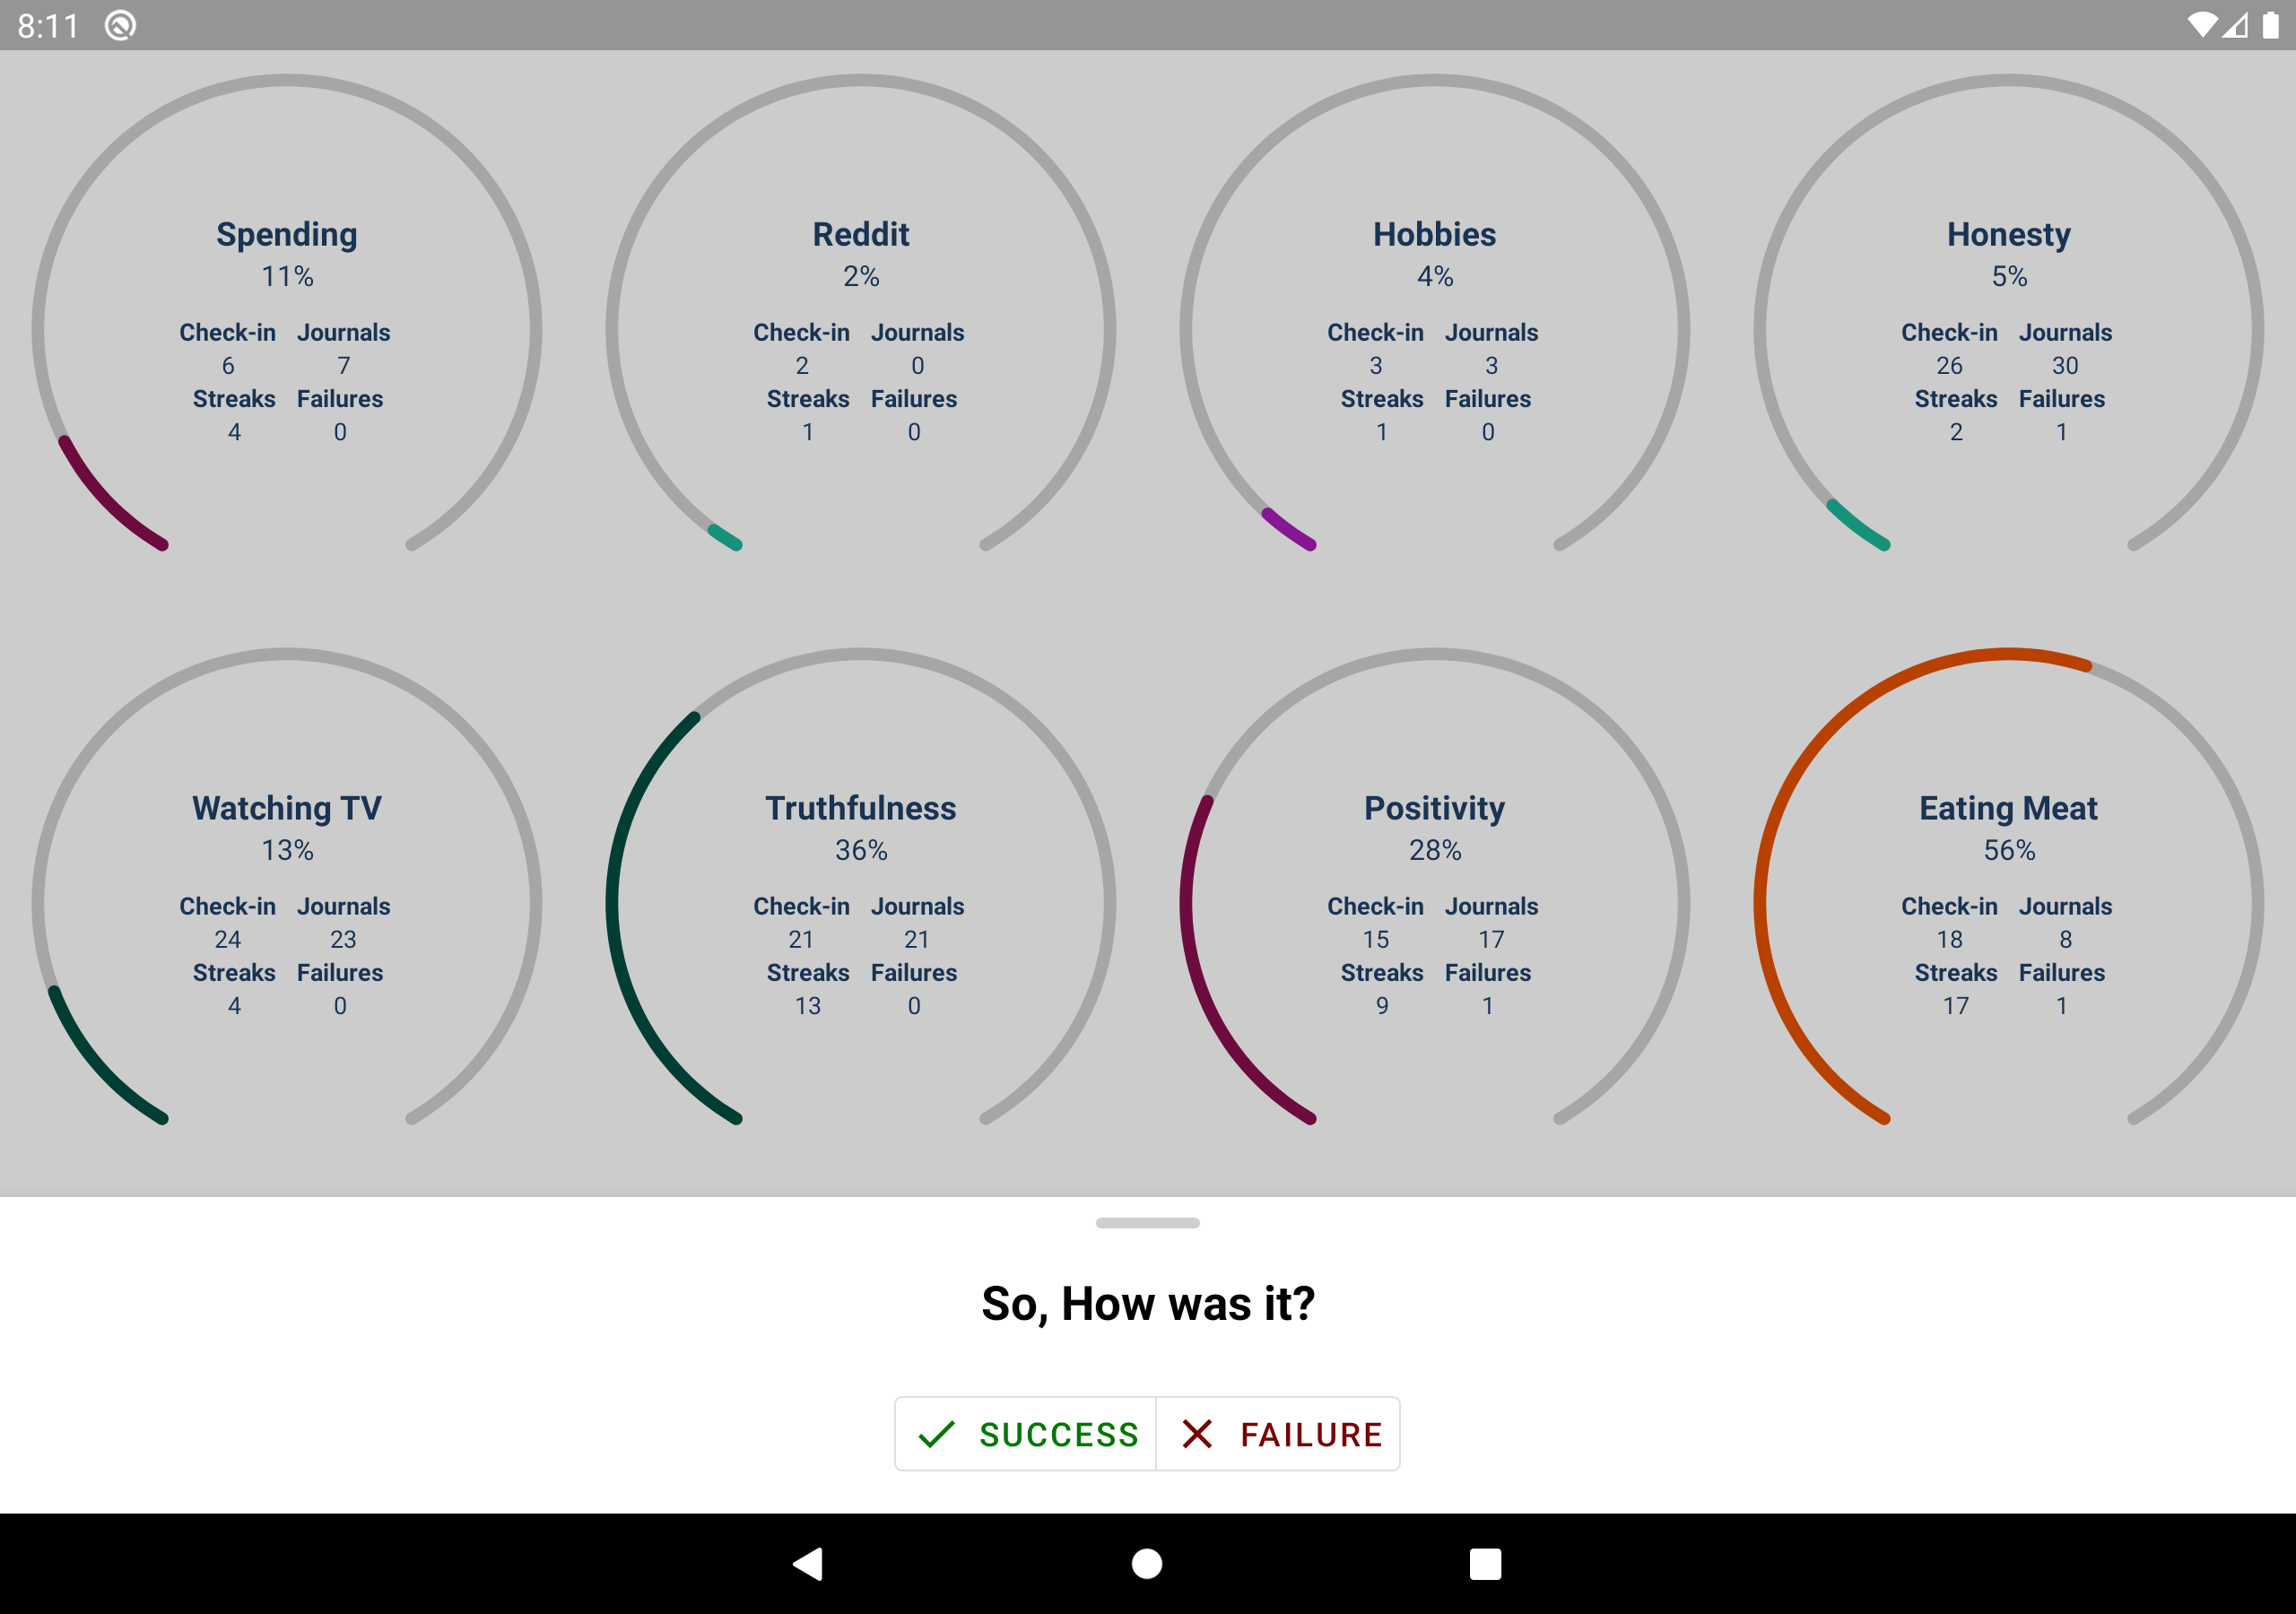 8:11
Spending
11%
Check-in Journals
6 7
Streaks Failures
4 0
Reddit
2%
Check-in Journals
2 0
Streaks Failures
1 0
Hobbies
4%
Check-in Journals
3 3
Streaks Failures
1 0
Honesty
5%
Check-in Journals
26 30
Streaks Failures
2 1
Watching TV
13%
Check-in Journals
24 23
Streaks Failures
4 0
Truthfulness
36%
Check-in Journals
21 21
Streaks Failures
13 0
Positivity
28%
Check-in Journals
15 17
Streaks Failures
9 1
Eating Meat
56%
Check-in Journals
18 8
Streaks Failures
17 1
So, How was it?
SUCCESS FAILURE